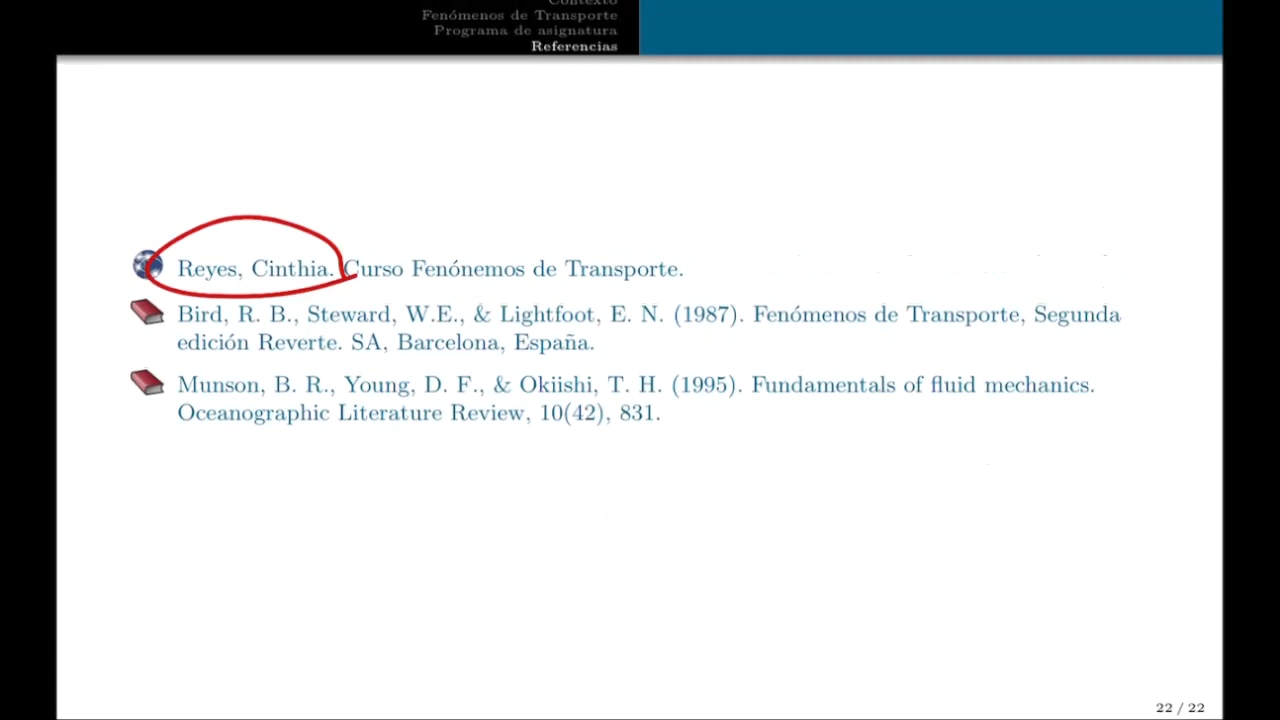 Contexto
Fenómenos de Transporte
Programa de asignatura
Referencias
Reyes, Cinthia. Curso Fenónemos de Transporte.
Bird, R. B., Steward, W.E., & Lightfoot, E. N. (1987). Fenómenos de Transporte, Segunda
edición Reverte. SA, Barcelona, España.
Munson, B. R., Young, D. F., & Okiishi, T. H. (1995). Fundamentals of fluid mechanics.
Oceanographic Literature Review, 10(42), 831.
22 / 22